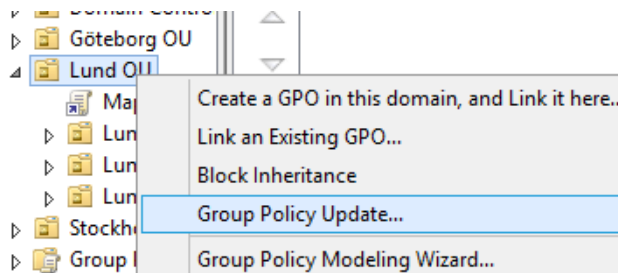 Göteborg OU
Lund OU
Create a GPO in this domain, and Link it here..
Link an Existing GPO...
Block Inheritance
Group Policy Update...
Group Policy Modeling Wizard...
Map
Lun
Lun
Lun
Stockh
Group